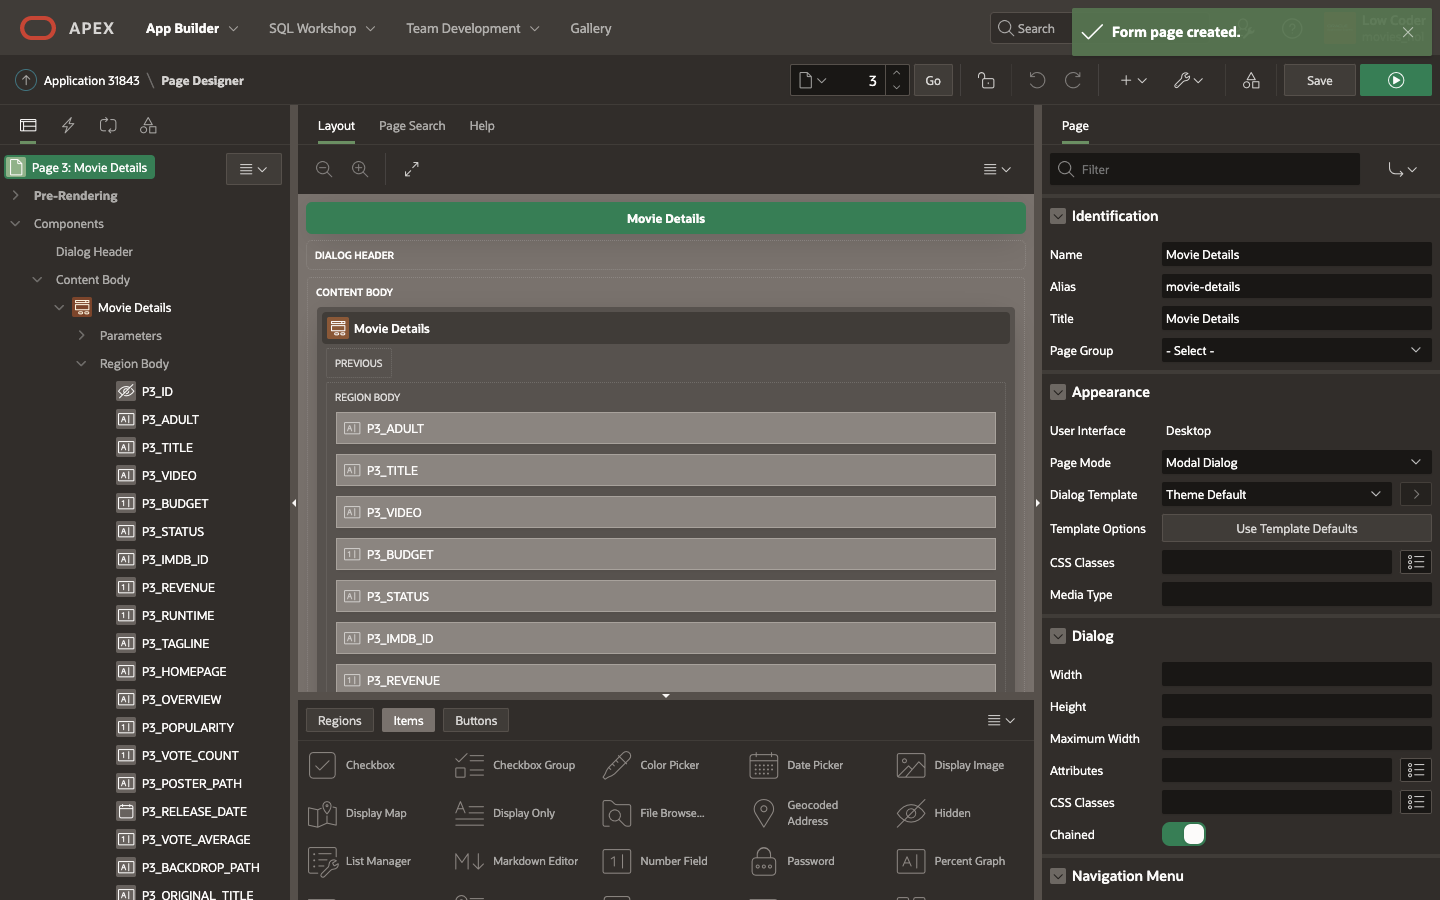 APEX
App Builder
SQL Workshop
Team Development
Gallery
Search
Form page created.
Application 31843 \ Page Designer
3
Go
Save
Layout
Page Search
Help
Page
Page 3: Movie Details
Pre-Rendering
Components
Dialog Header
Content Body
Movie Details
Parameters
Region Body
P3_ID
P3_ADULT
P3_TITLE
P3_VIDEO
P3_BUDGET
P3_STATUS
P3_IMDB_ID
P3_REVENUE
P3_RUNTIME
P3_TAGLINE
P3_HOMEPAGE
P3_OVERVIEW
P3_POPULARITY
P3_VOTE_COUNT
P3_POSTER_PATH
P3_RELEASE_DATE
P3_VOTE_AVERAGE
P3_BACKDROP_PATH
P3_ORIGINAL_TITLE
Movie Details
DIALOG HEADER
CONTENT BODY
Movie Details
PREVIOUS
REGION BODY
P3_ADULT
P3_TITLE
P3_VIDEO
P3_BUDGET
P3_STATUS
P3_IMDB_ID
P3_REVENUE
Regions
Items
Buttons
Checkbox
Checkbox Group
Color Picker
Date Picker
Display Image
Display Map
Display Only
File Browse...
Geocoded
Address
Hidden
List Manager
Markdown Editor
Number Field
Password
Percent Graph
Filter
Identification
Name
Movie Details
Alias
movie-details
Title
Movie Details
Page Group
- Select -
Appearance
User Interface
Desktop
Page Mode
Modal Dialog
Dialog Template
Theme Default
Template Options
Use Template Defaults
CSS Classes
Media Type
Dialog
Width
Height
Maximum Width
Attributes
CSS Classes
Chained
Navigation Menu